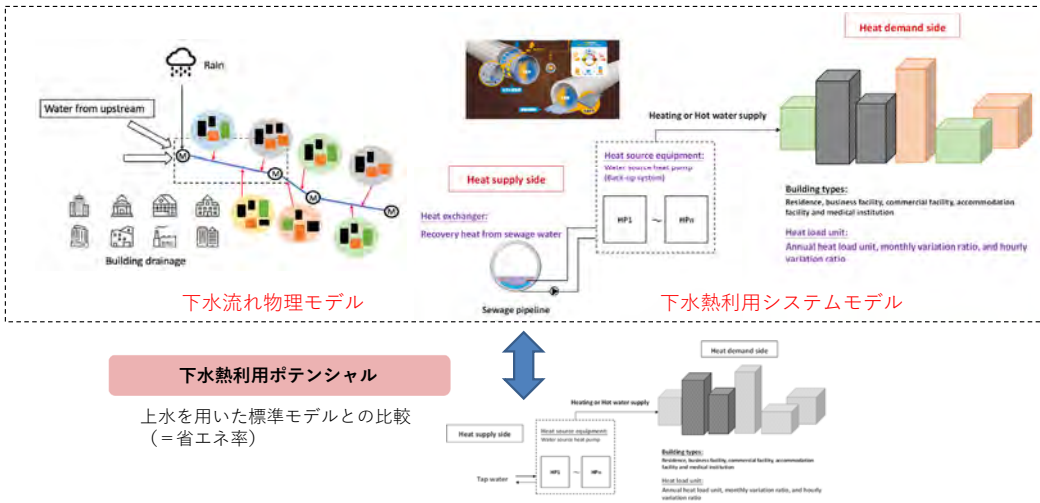 Rain
Water from upstream
M
M
M
M
Building drainage
下水流れ物理モデル
Heat demand side
Heating or Hot water supply
Heat source equipment:
Water source heat pump
(Back-up system)
HP1
～
HPn
Heat supply side
Heat exchanger:
Recovery heat from sewage water
Sewage pipeline
Building types:
Residence, business facility, commercial facility, accommodation
facility and medical institution
Heat load unit:
Annual heat load unit, monthly variation ratio, and hourly
variation ratio
下水熱利用システムモデル
下水熱利用ポテンシャル
上水を用いた標準モデルとの比較
（＝省エネ率）
Heat demand side
Heating or Hot water supply
Heat supply side
Heat source equipment:
Water source heat pump
HP1
～
HPn
Tap water
Building types:
Residence, business facility, commercial facility, accommodation
facility and medical institution
Heat load unit:
Annual heat load unit, monthly variation ratio, and hourly
variation ratio